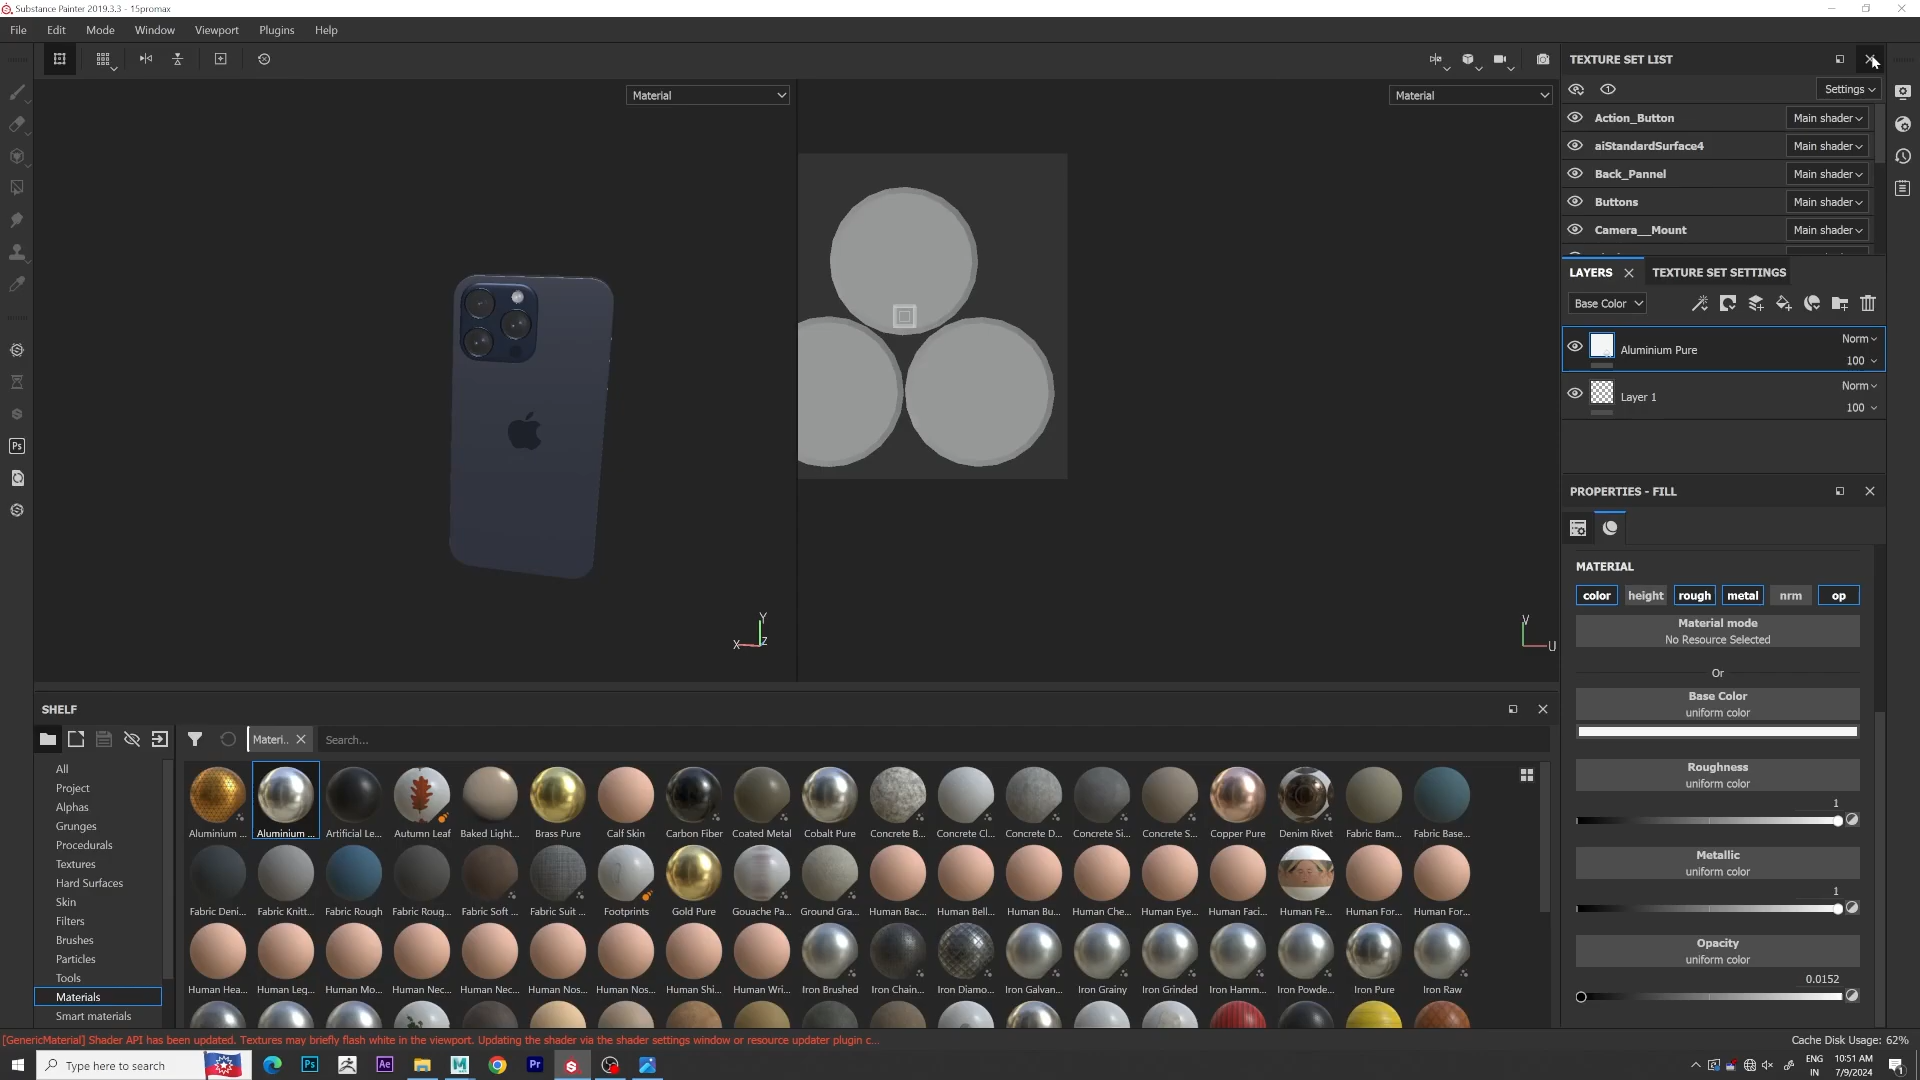 Substance Painter 2019.3.3 - 15promax
File Edit Mode Window Viewport Plugins Help
Material
Material
X Y Z
V U
TEXTURE SET LIST
Settings
Action_Button Main shader
aiStandardSurface4 Main shader
Back_Pannel Main shader
Buttons Main shader
Camera__Mount Main shader
LAYERS TEXTURE SET SETTINGS
Base Color
Aluminium Pure Norm 100
Layer 1 Norm 100
PROPERTIES - FILL
MATERIAL
color height rough metal nrm op
Material mode
No Resource Selected
Or
Base Color
uniform color
Roughness
uniform color
1
Metallic
uniform color
1
Opacity
uniform color
0.0152
Ps
SHELF
Materi.. Search...
All
Project
Alphas
Grunges
Procedurals
Textures
Hard Surfaces
Skin
Filters
Brushes
Particles
Tools
Materials
Smart materials
Aluminium ... Aluminium ... Artificial Le... Autumn Leaf Baked Light... Brass Pure Calf Skin Carbon Fiber Coated Metal Cobalt Pure Concrete B... Concrete Cl... Concrete D... Concrete Si... Concrete S... Copper Pure Denim Rivet Fabric Bam... Fabric Base...
Fabric Deni... Fabric Knitt... Fabric Rough Fabric Roug... Fabric Soft ... Fabric Suit ... Footprints Gold Pure Gouache Pa... Ground Gra... Human Bac... Human Bell... Human Bu... Human Che... Human Eye... Human Faci... Human Fe... Human For... Human For...
Human Hea... Human Leg... Human Mo... Human Nec... Human Nec... Human Nos... Human Nos... Human Shi... Human Wri... Iron Brushed Iron Chain... Iron Diamo... Iron Galvan... Iron Grainy Iron Grinded Iron Hamm... Iron Powde... Iron Pure Iron Raw
[GenericMaterial] Shader API has been updated. Textures may briefly flash white in the viewport. Updating the shader via the shader settings window or resource updater plugin c...
Cache Disk Usage: 62%
Type here to search
Ps Ae Pr
ENG
IN
10:51 AM
7/9/2024
1